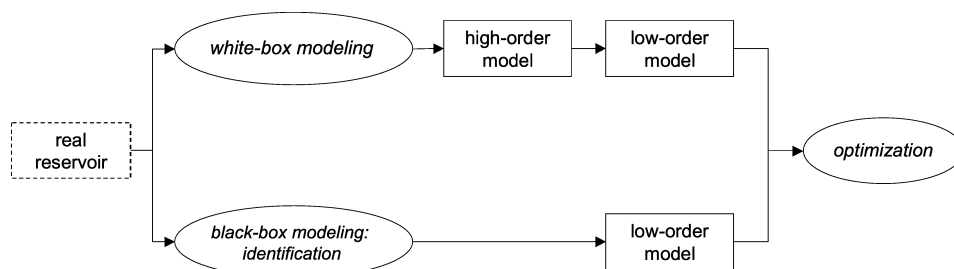 white-box modeling
high-order
model
low-order
model
real
reservoir
optimization
black-box modeling:
identification
low-order
model